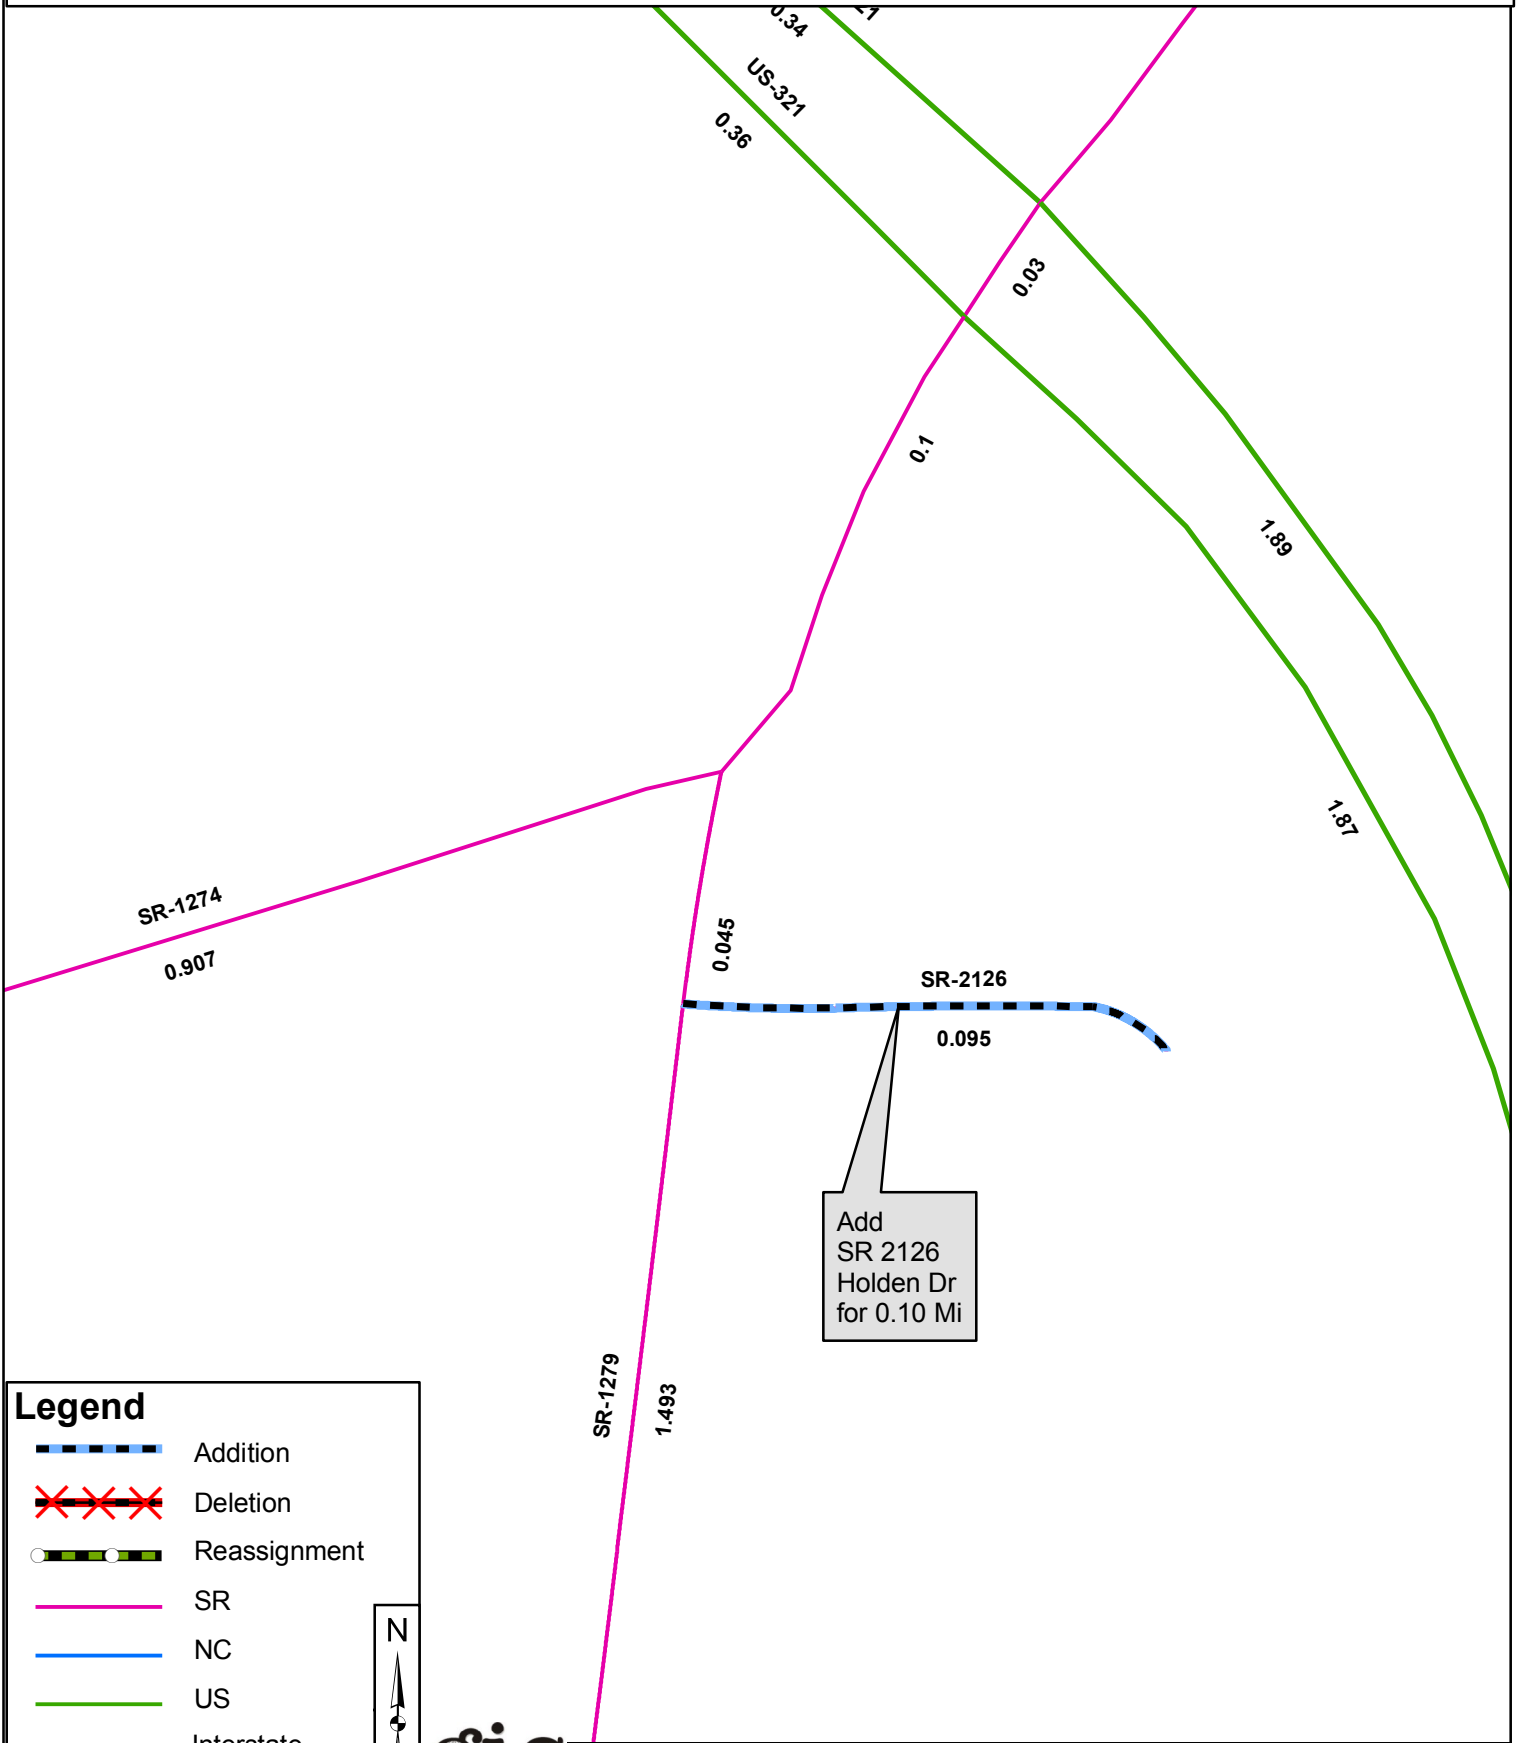 0.34
21
US-321
0.36
0.03
0.1
1.89
1.87
SR-1274
0.907
0.045
SR-2126
0.095
Add
SR 2126
Holden Dr
for 0.10 Mi
SR-1279
1.493
Legend
Addition
Deletion
Reassignment
SR
NC
US
Interstate
N